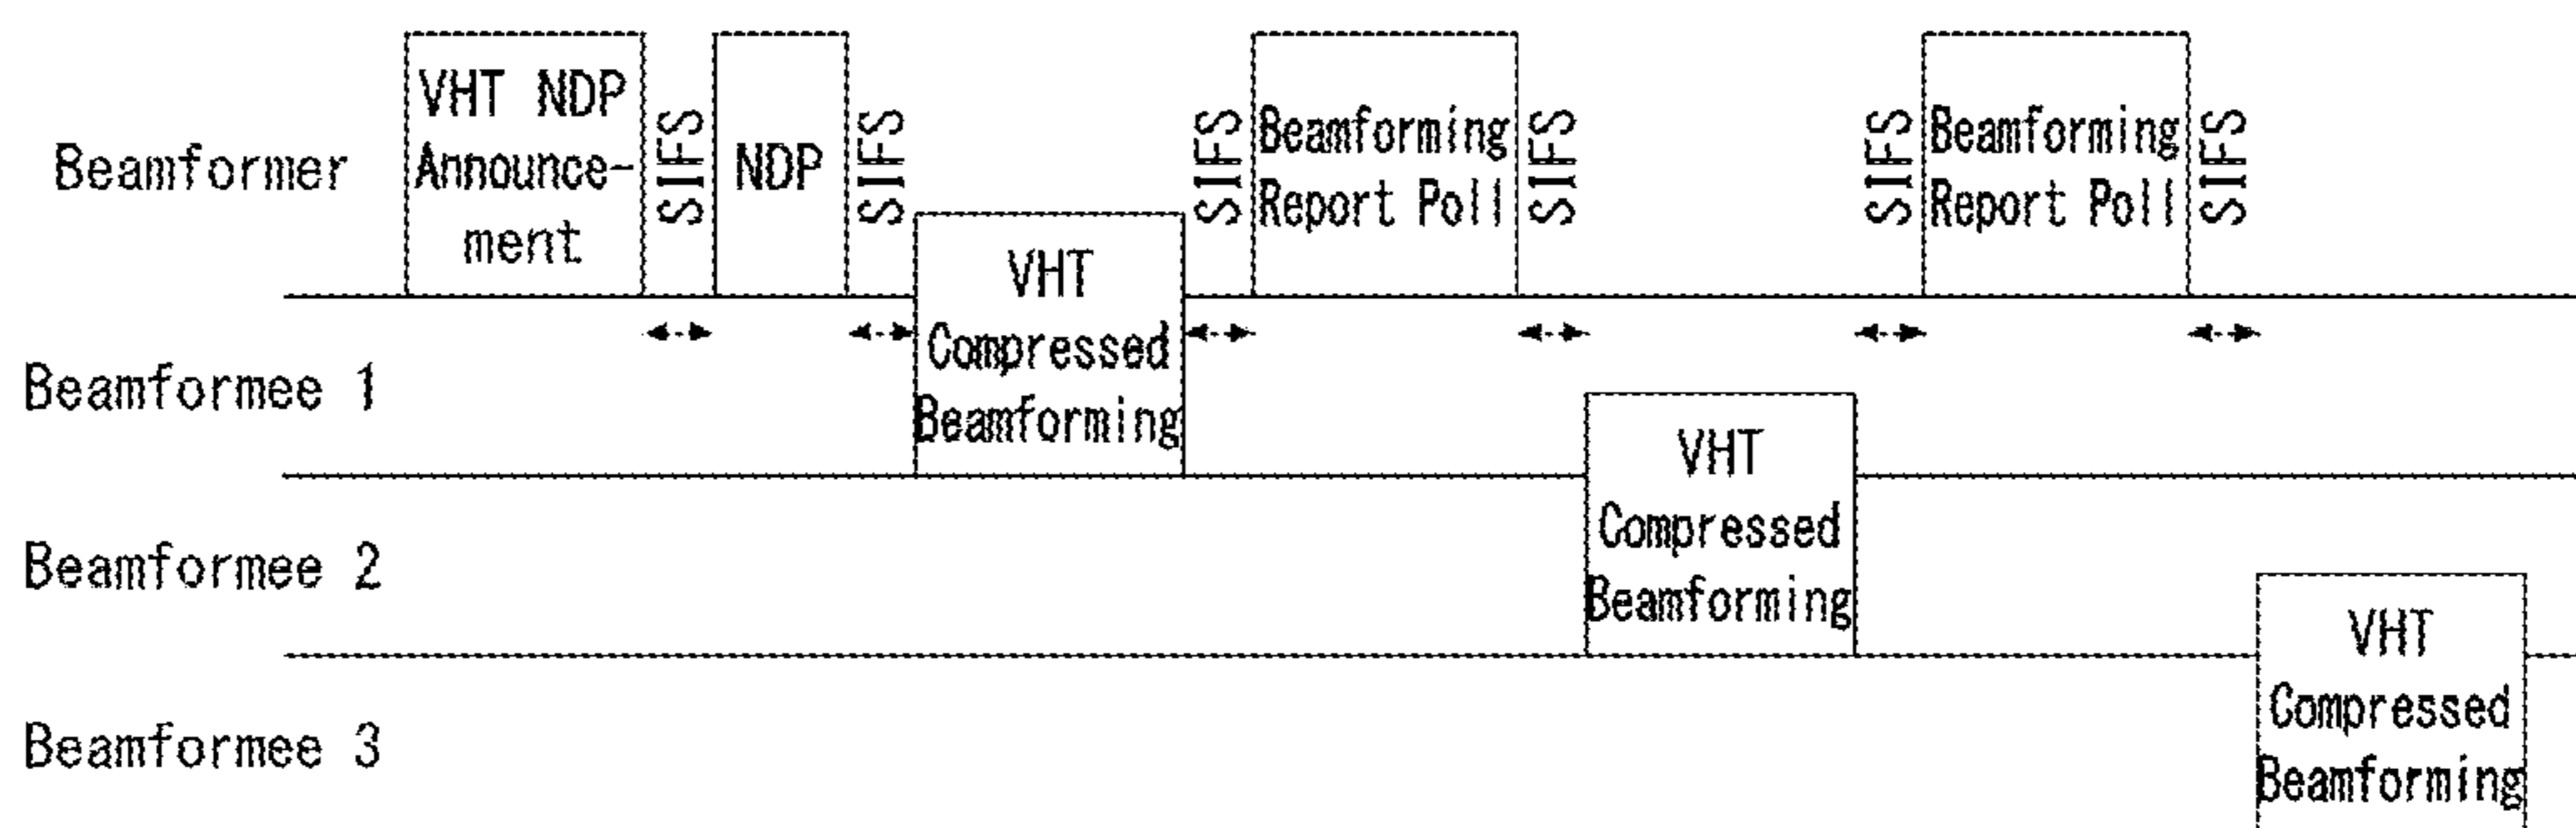 Beamformer
VHT NDP
Announce-
ment
SIFS
NDP
SIFS
VHT
Compressed
Beamforming
SIFS
Beamforming
Report Poll
SIFS
SIFS
Beamforming
Report Poll
SIFS
Beamformee 1
Beamformee 2
VHT
Compressed
Beamforming
Beamformee 3
VHT
Compressed
Beamforming